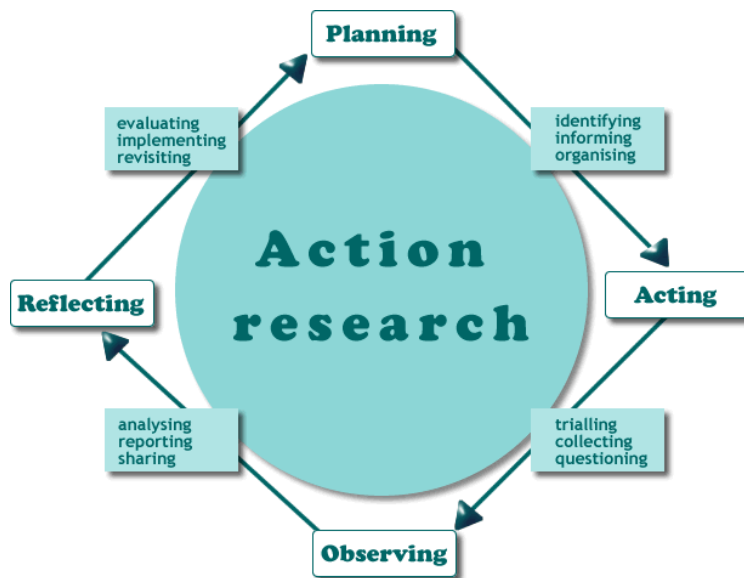 Planning
evaluating
implementing
revisiting
identifying
informing
organising
Action
research
Reflecting
Acting
analysing
reporting
sharing
trialling
collecting
questioning
Observing